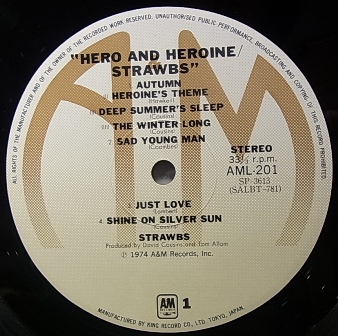 ALL RIGHTS OF THE MANUFACTURER AND OF THE OWNER OF THE RECORDED WORK RESERVED. UNAUTHORISED PUBLIC PERFORMANCE, BROADCASTING AND COPYING OF THIS RECORD PROHIBITED.
"HERO AND HEROINE/
STRAWBS"
AUTUMN
HEROINE'S THEME
(Hawkes)
DEEP SUMMER'S SLEEP
(Cousins)
THE WINTER LONG
2. SAD YOUNG MAN
(Coombes)
STEREO
33⅓ r.p.m.
AML-201
SP-3613
(SALBT-781)
3. JUST LOVE
(Lambert)
4. SHINE ON SILVER SUN
(Cousins)
STRAWBS
Produced by David Cousins and Tom Allom
℗ 1974 A&M Records, Inc.
A&M
1
MANUFACTURED BY KING RECORD CO., LTD. TOKYO, JAPAN